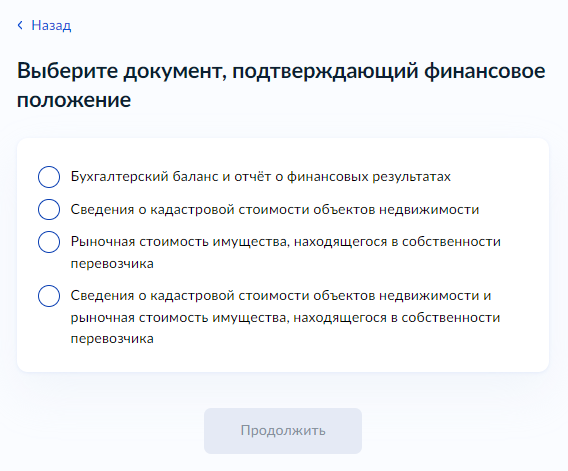 Назад
Выберите документ, подтверждающий финансовое
положение
Бухгалтерский баланс и отчёт о финансовых результатах
Сведения о кадастровой стоимости объектов недвижимости
Рыночная стоимость имущества, находящегося в собственности
перевозчика
Сведения о кадастровой стоимости объектов недвижимости и
рыночная стоимость имущества, находящегося в собственности
перевозчика
Продолжить